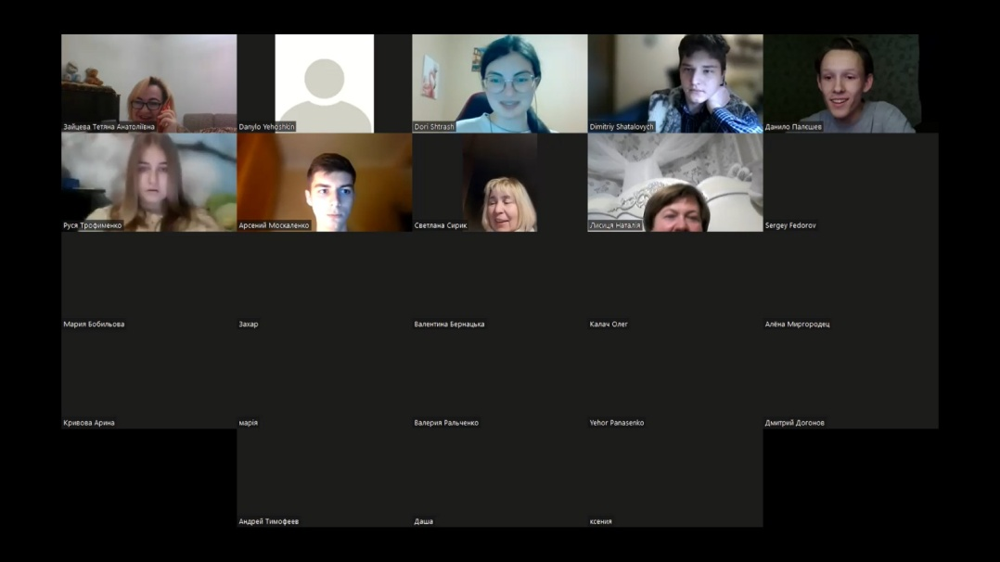 Зайцева Тетяна Анатоліївна
Danylo Yehoshkin
Dori Shtrash
Dimitriy Shatalovych
Данило Палєшев
Руся Трофименко
Арсений Москаленко
Светлана Сирик
Лисиця Наталія
Sergey Fedorov
Мария Бобильова
Захар
Валентина Бернацька
Калач Олег
Алёна Миргородец
Кривова Арина
марія
Валерия Ральченко
Yehor Panasenko
Дмитрий Догонов
Андрей Тимофеев
Даша
ксения